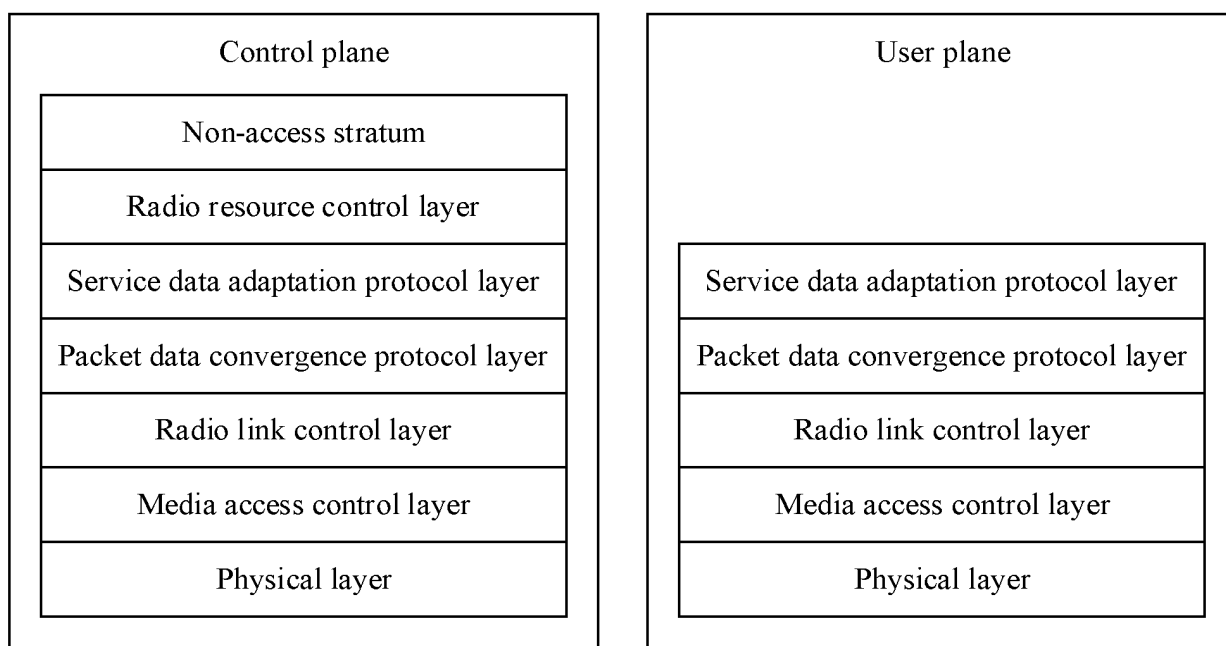 Control plane
Non-access stratum
Radio resource control layer
Service data adaptation protocol layer
Packet data convergence protocol layer
Radio link control layer
Media access control layer
Physical layer
User plane
Service data adaptation protocol layer
Packet data convergence protocol layer
Radio link control layer
Media access control layer
Physical layer